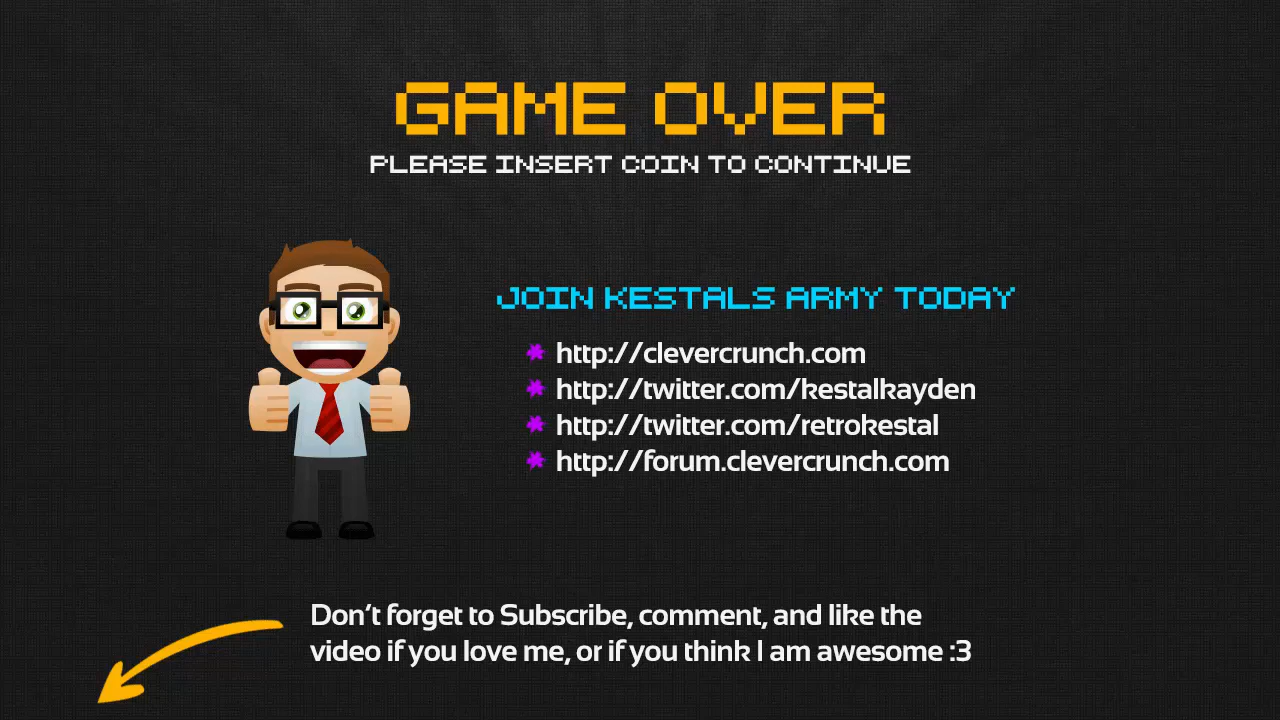 GAME OVER
PLEASE INSERT COIN TO CONTINUE
JOIN KESTALS ARMY TODAY
http://clevercrunch.com
http://twitter.com/kestalkayden
http://twitter.com/retrokestal
http://forum.clevercrunch.com
Don't forget to Subscribe, comment, and like the
video if you love me, or if you think I am awesome :3